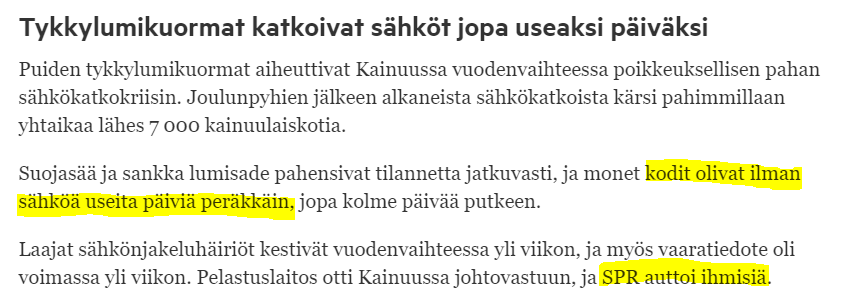 Tykkylumikuormat katkoivat sähköt jopa useaksi päiväksi
Puiden tykkylumikuormat aiheuttivat Kainuussa vuodenvaihteessa poikkeuksellisen pahan
sähkökatkokriisin. Joulunpyhien jälkeen alkaneista sähkökatkoista kärsi pahimmillaan
yhtaikaa lähes 7 000 kainuulaiskotia.
Suojasää ja sankka lumisade pahensivat tilannetta jatkuvasti, ja monet kodit olivat ilman
sähköä useita päiviä peräkkäin, jopa kolme päivää putkeen.
Laajat sähkönjakeluhäiriöt kestivät vuodenvaihteessa yli viikon, ja myös vaaratiedote oli
voimassa yli viikon. Pelastuslaitos otti Kainuussa johtovastuun, ja SPR auttoi ihmisiä.